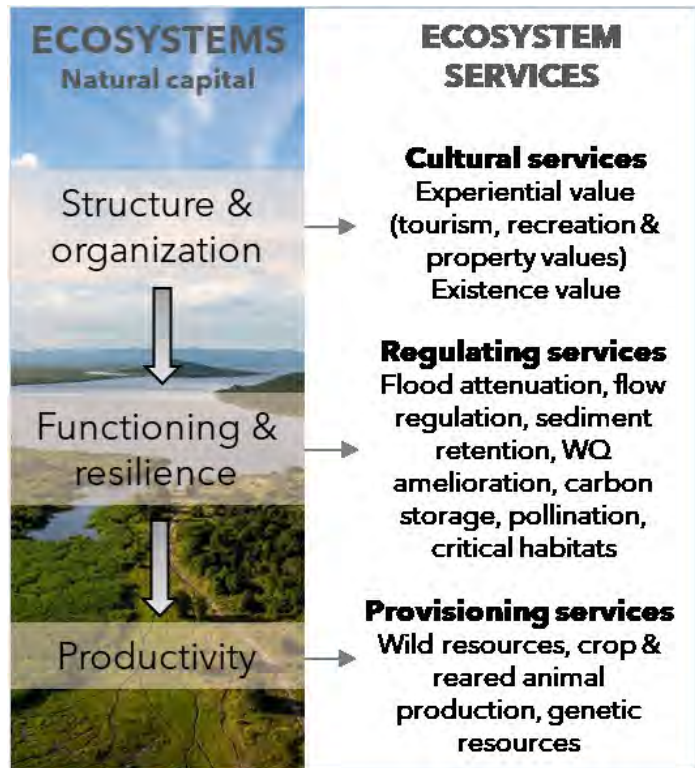 ECOSYSTEMS
Natural capital
Structure &
organization
Functioning &
resilience
Productivity
ECOSYSTEM
SERVICES
Cultural services
Experiential value
(tourism, recreation &
property values)
Existence value
Regulating services
Flood attenuation, flow
regulation, sediment
retention, WQ
amelioration, carbon
storage, pollination,
critical habitats
Provisioning services
Wild resources, crop &
reared animal
production, genetic
resources